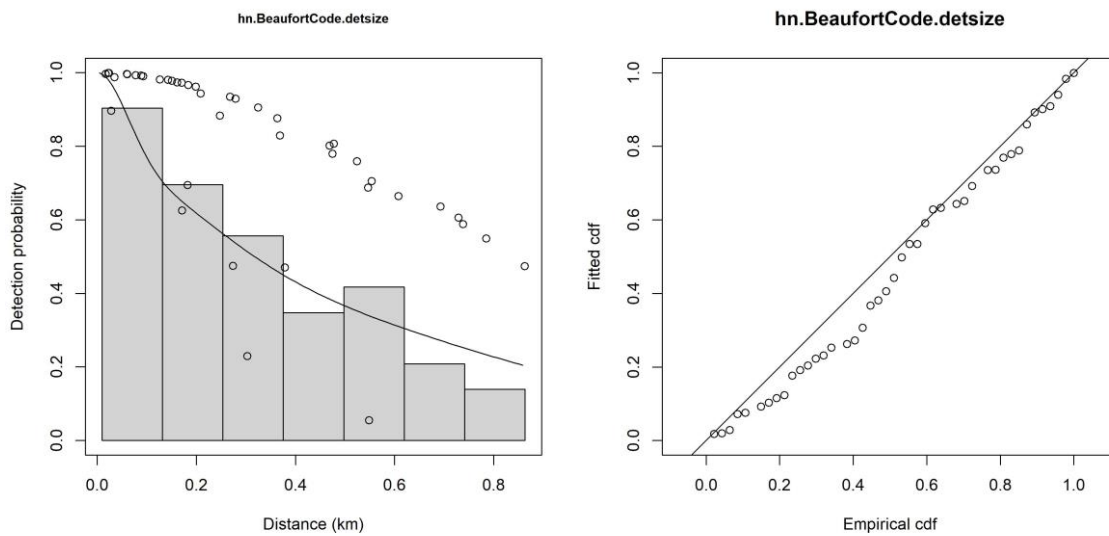 hn.BeaufortCode.detsize
Detection probability
1.0
0.8
0.6
0.4
0.2
0.0
0.0 0.2 0.4 0.6 0.8
Distance (km)
hn.BeaufortCode.detsize
Fitted cdf
1.0
0.8
0.6
0.4
0.2
0.0
0.0 0.2 0.4 0.6 0.8 1.0
Empirical cdf